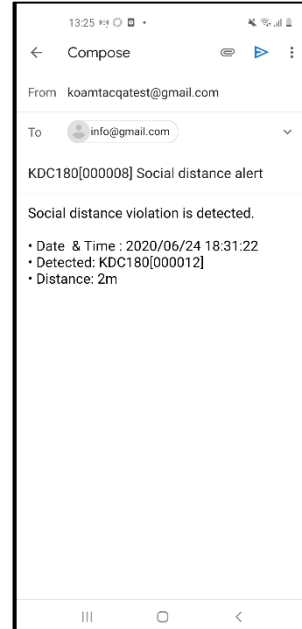 13:25
Compose
From koamtacqatest@gmail.com
To info@gmail.com
KDC180[000008] Social distance alert
Social distance violation is detected.
• Date & Time : 2020/06/24 18:31:22
• Detected: KDC180[000012]
• Distance: 2m